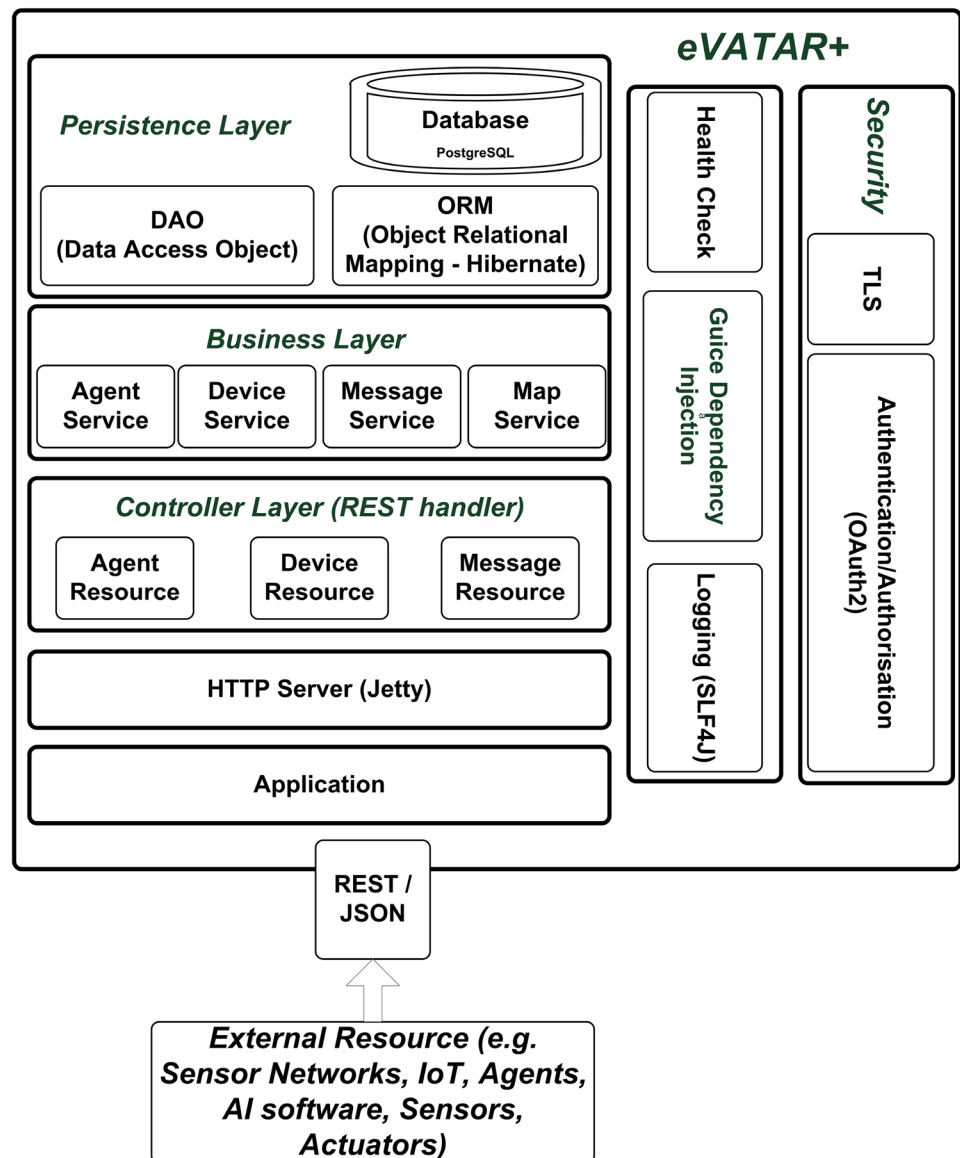 eVATAR+
Persistence Layer
Database
PostgreSQL
DAO
(Data Access Object)
ORM
(Object Relational
Mapping - Hibernate)
Business Layer
Agent
Service
Device
Service
Message
Service
Map
Service
Controller Layer (REST handler)
Agent
Resource
Device
Resource
Message
Resource
HTTP Server (Jetty)
Application
Health Check
Guice Dependency
Injection
a
Logging (SLF4J)
Security
TLS
Authentication/Authorisation
(OAuth2)
REST /
JSON
External Resource (e.g.
Sensor Networks, IoT, Agents,
AI software, Sensors,
Actuators)